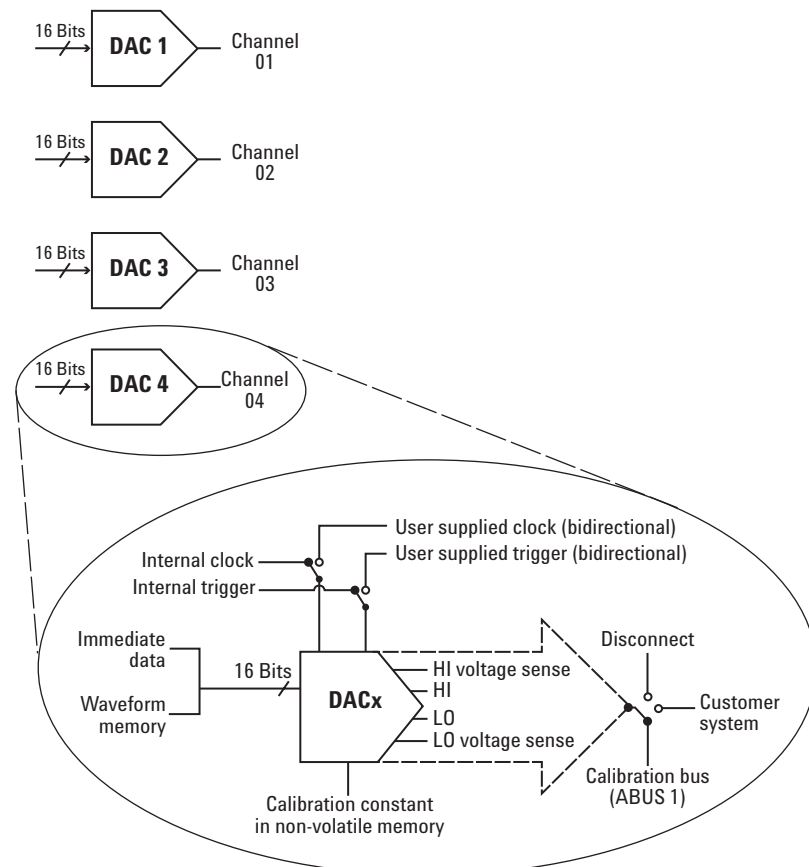 16 Bits
DAC 1
Channel
01
16 Bits
DAC 2
Channel
02
16 Bits
DAC 3
Channel
03
16 Bits
DAC 4
Channel
04
User supplied clock (bidirectional)
Internal clock
User supplied trigger (bidirectional)
Internal trigger
Immediate
data
Waveform
memory
16 Bits
DACx
HI voltage sense
HI
LO
LO voltage sense
Disconnect
Customer
system
Calibration bus
(ABUS 1)
Calibration constant
in non-volatile memory